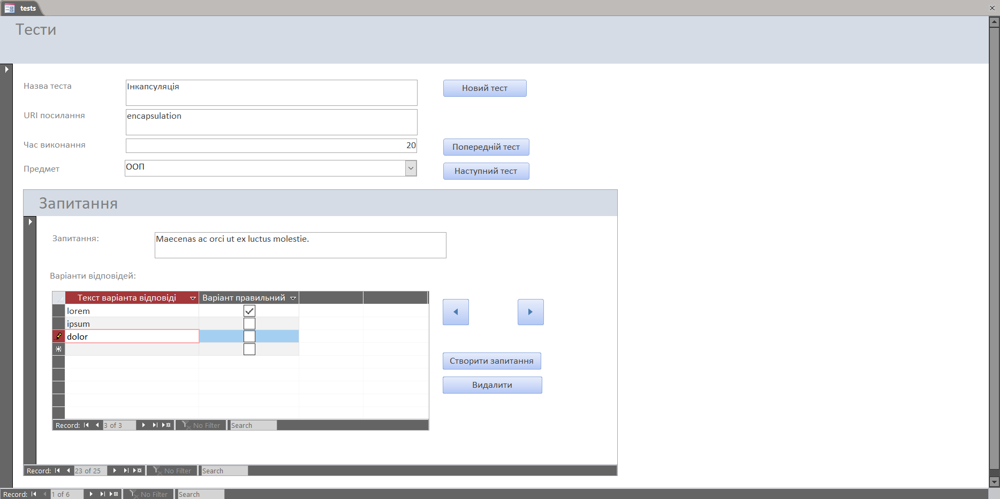 tests
Тести
Назва теста
Інкапсуляція
Новий тест
URI посилання
encapsulation
Час виконання
20
Попередній тест
Предмет
ООП
Наступний тест
Запитання
Запитання:
Maecenas ac orci ut ex luctus molestie.
Варіанти відповідей:
Текст варіанта відповіді
Варіант правильний
lorem
ipsum
dolor
Створити запитання
Видалити
Record:
3 of 3
No Filter
Search
Record:
23 of 25
No Filter
Search
Record:
1 of 6
No Filter
Search